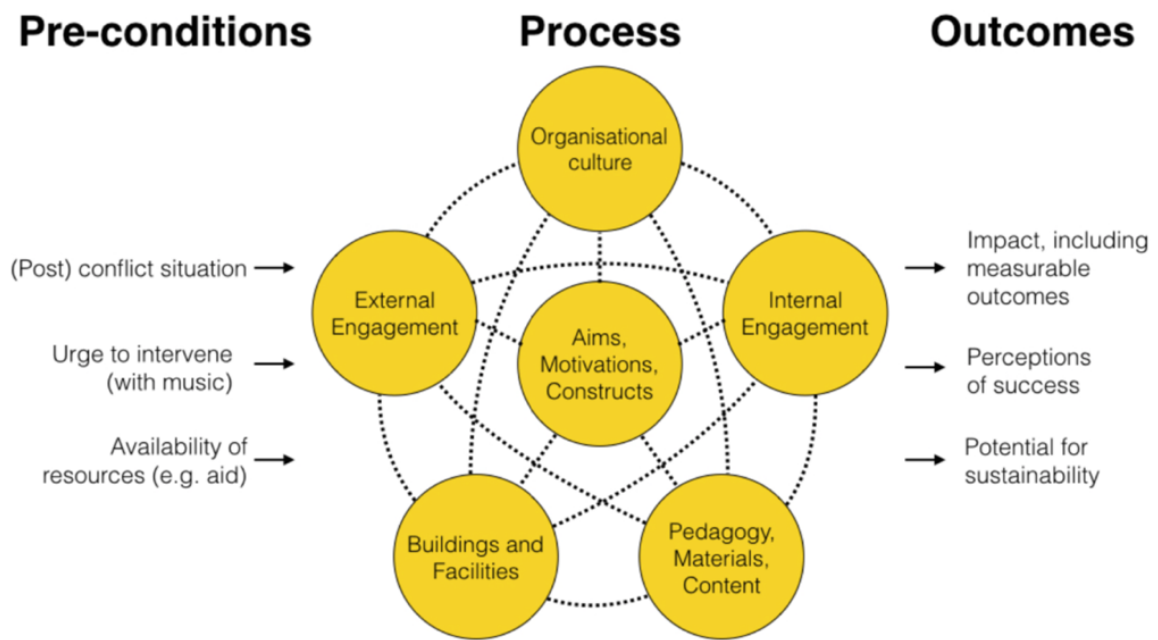 Pre-conditions
Process
Outcomes
Organisational
culture
(Post) conflict situation
Urge to intervene
(with music)
Availability of
resources (e.g. aid)
External
Engagement
Aims,
Motivations,
Constructs
Internal
Engagement
Buildings and
Facilities
Pedagogy,
Materials,
Content
Impact, including
measurable
outcomes
Perceptions
of success
Potential for
sustainability